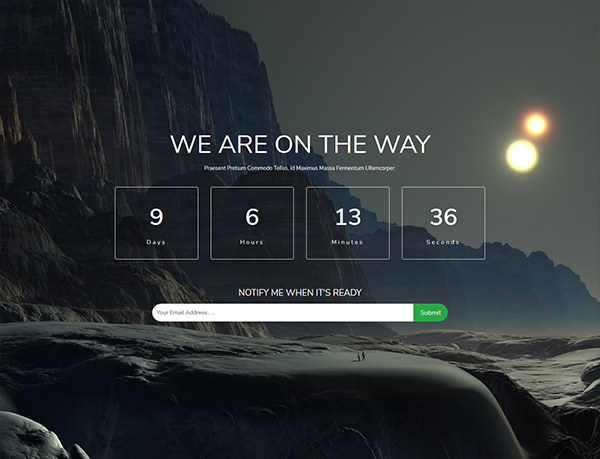 WE ARE ON THE WAY
Praesent Pretium Commodo Tellus, Id Maximus Massa Fermentum Ullamcorper.
9 6 13 36
Days Hours Minutes Seconds
NOTIFY ME WHEN IT'S READY
Your Email Address..... Submit